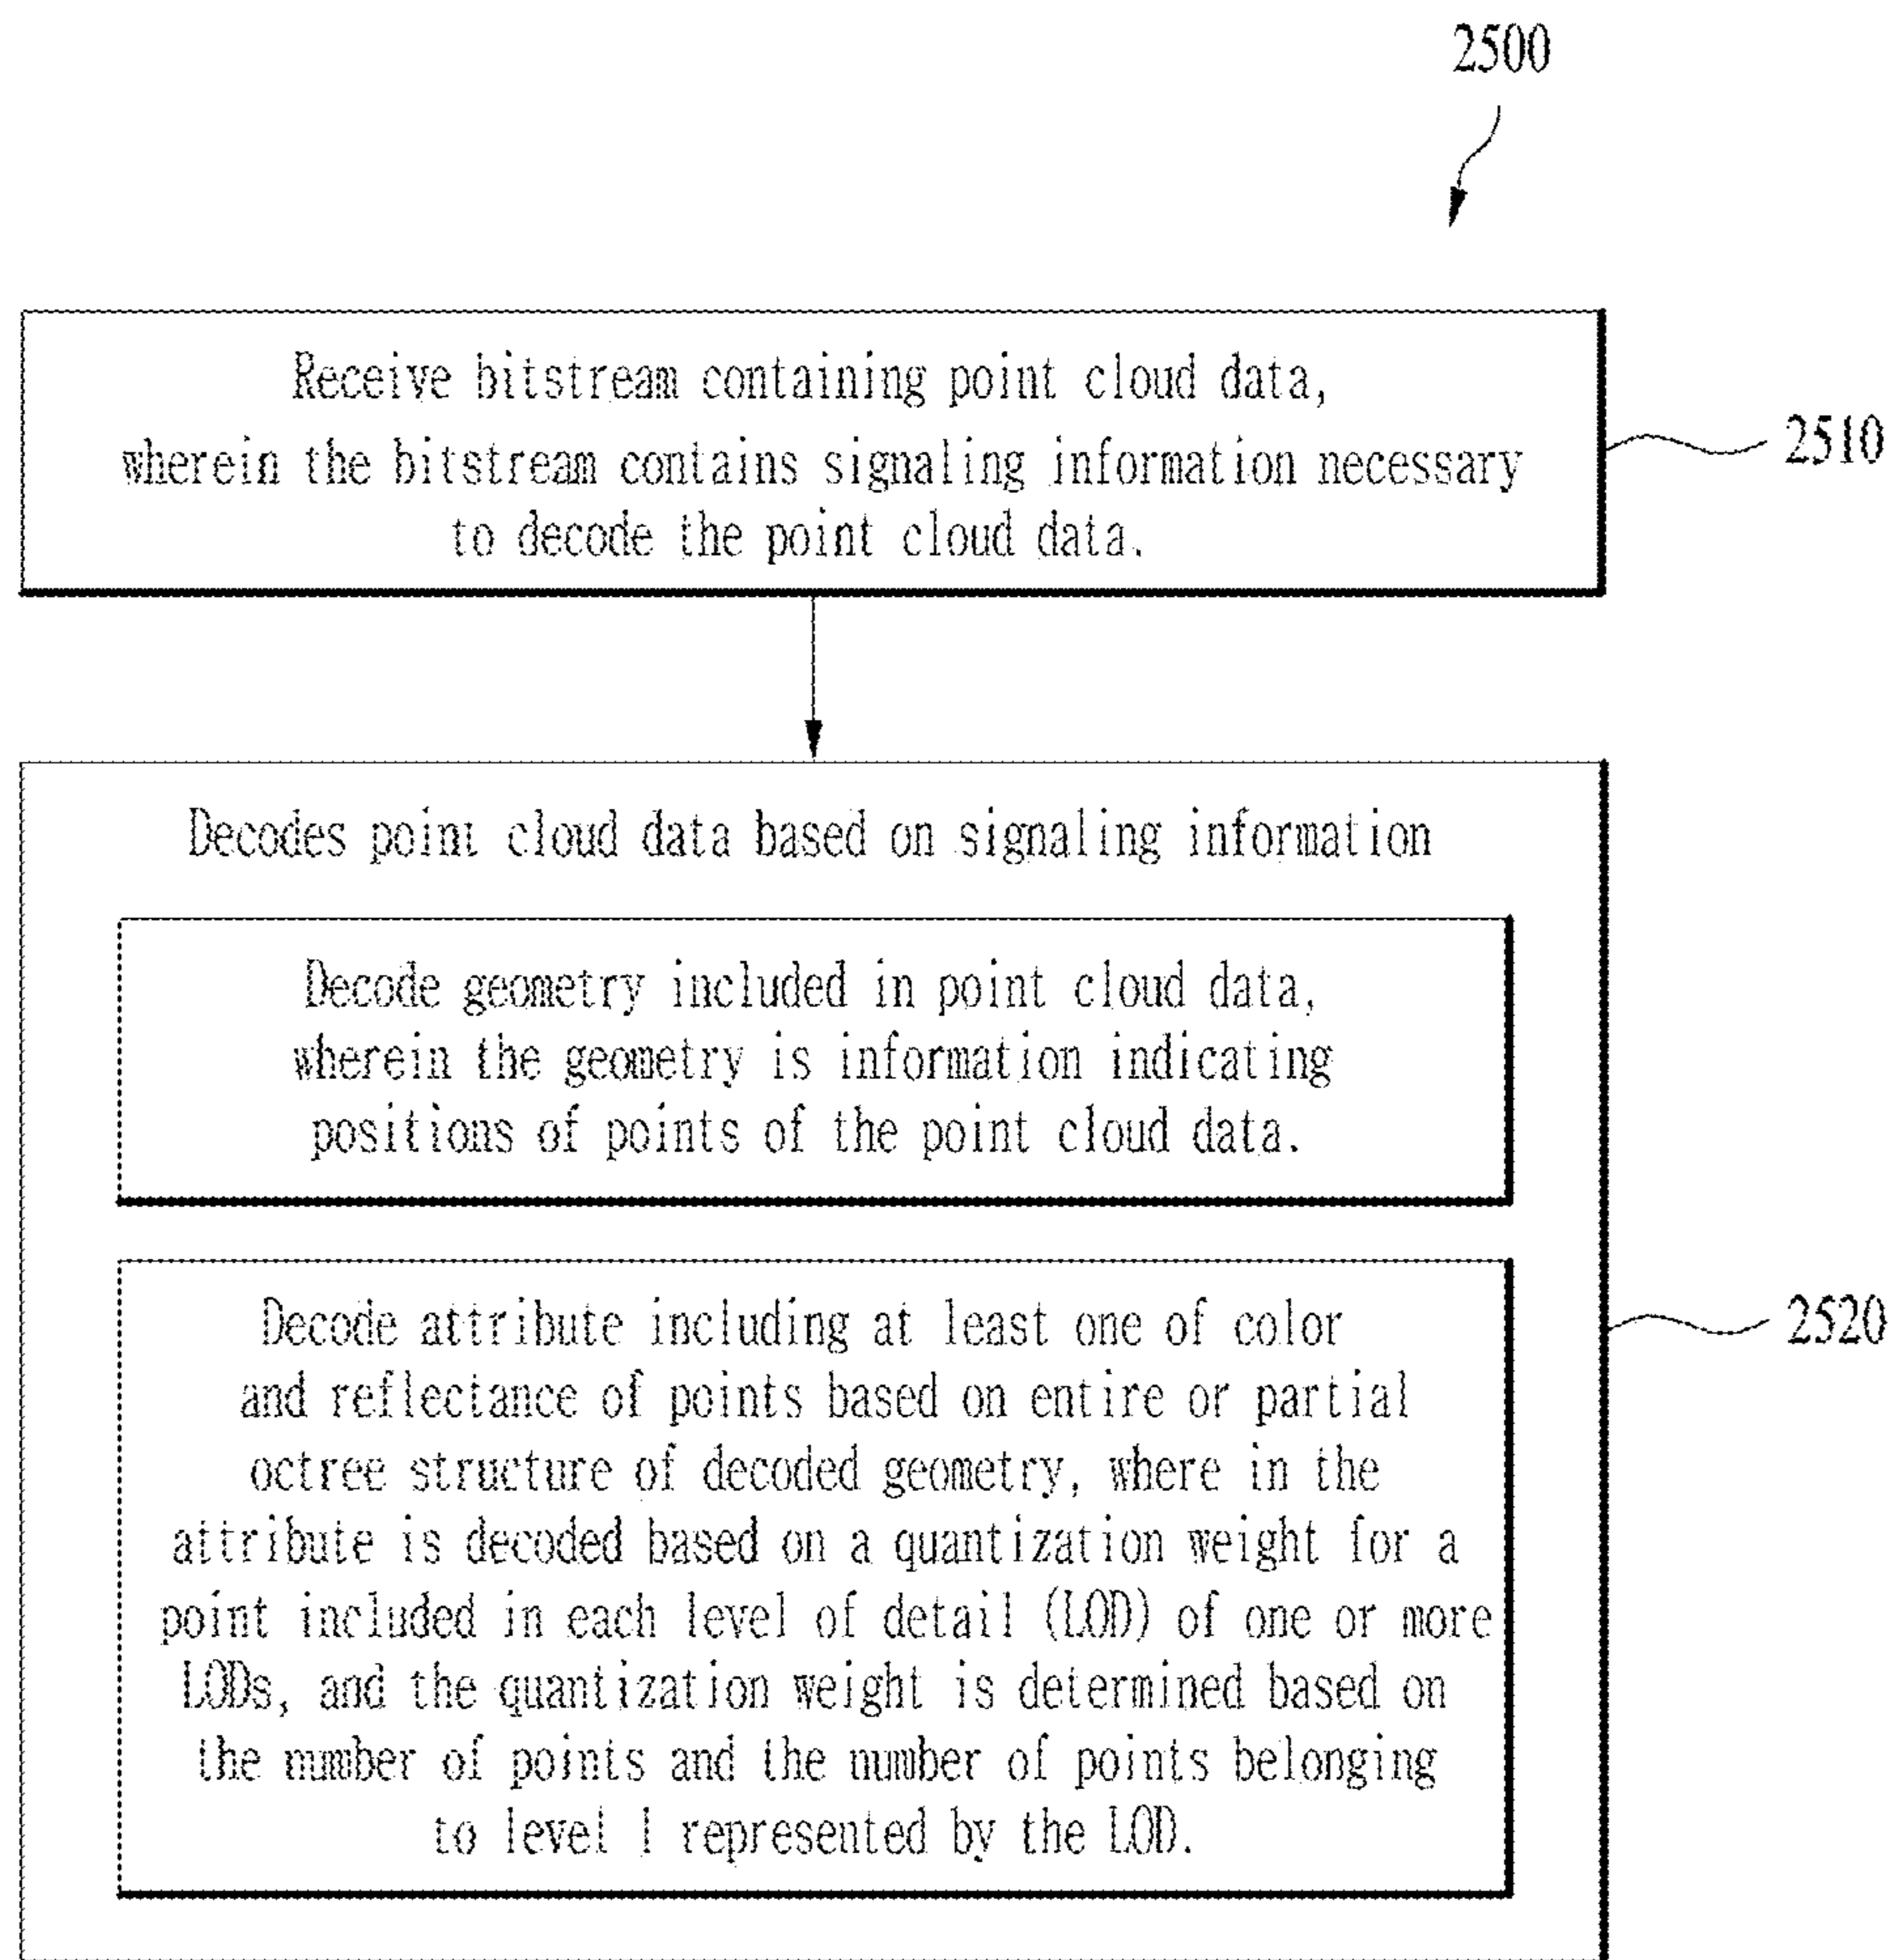 2500
Receive bitstream containing point cloud data,
wherein the bitstream contains signaling information necessary
to decode the point cloud data.
2510
Decodes point cloud data based on signaling information
Decode geometry included in point cloud data,
wherein the geometry is information indicating
positions of points of the point cloud data.
Decode attribute including at least one of color
and reflectance of points based on entire or partial
octree structure of decoded geometry, where in the
attribute is decoded based on a quantization weight for a
point included in each level of detail (LOD) of one or more
LODs, and the quantization weight is determined based on
the number of points and the number of points belonging
to level l represented by the LOD.
2520